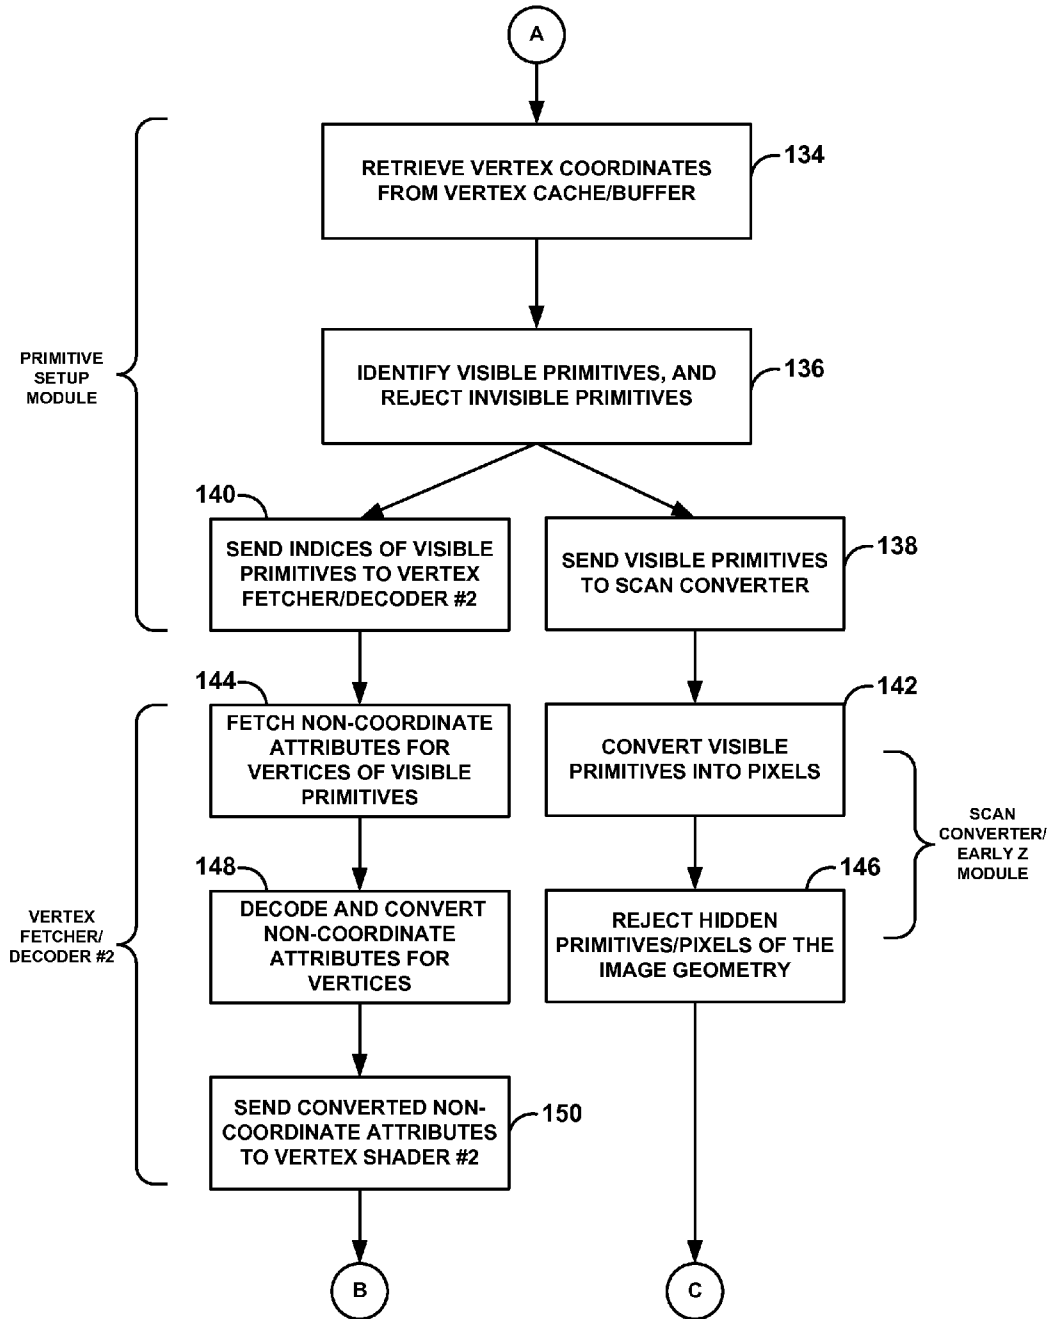 A
RETRIEVE VERTEX COORDINATES
FROM VERTEX CACHE/BUFFER
134
PRIMITIVE
SETUP
MODULE
IDENTIFY VISIBLE PRIMITIVES, AND
REJECT INVISIBLE PRIMITIVES
136
140
SEND INDICES OF VISIBLE
PRIMITIVES TO VERTEX
FETCHER/DECODER #2
SEND VISIBLE PRIMITIVES
TO SCAN CONVERTER
138
144
FETCH NON-COORDINATE
ATTRIBUTES FOR
VERTICES OF VISIBLE
PRIMITIVES
CONVERT VISIBLE
PRIMITIVES INTO PIXELS
142
SCAN
CONVERTER/
EARLY Z
MODULE
VERTEX
FETCHER/
DECODER #2
148
DECODE AND CONVERT
NON-COORDINATE
ATTRIBUTES FOR
VERTICES
146
REJECT HIDDEN
PRIMITIVES/PIXELS OF THE
IMAGE GEOMETRY
SEND CONVERTED NON-
COORDINATE ATTRIBUTES
TO VERTEX SHADER #2
150
B
C